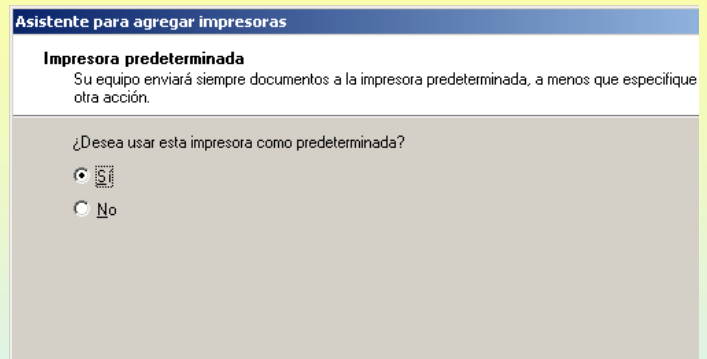 Asistente para agregar impresoras
Impresora predeterminada
Su equipo enviará siempre documentos a la impresora predeterminada, a menos que especifique
otra acción.
¿Desea usar esta impresora como predeterminada?
Sí
No